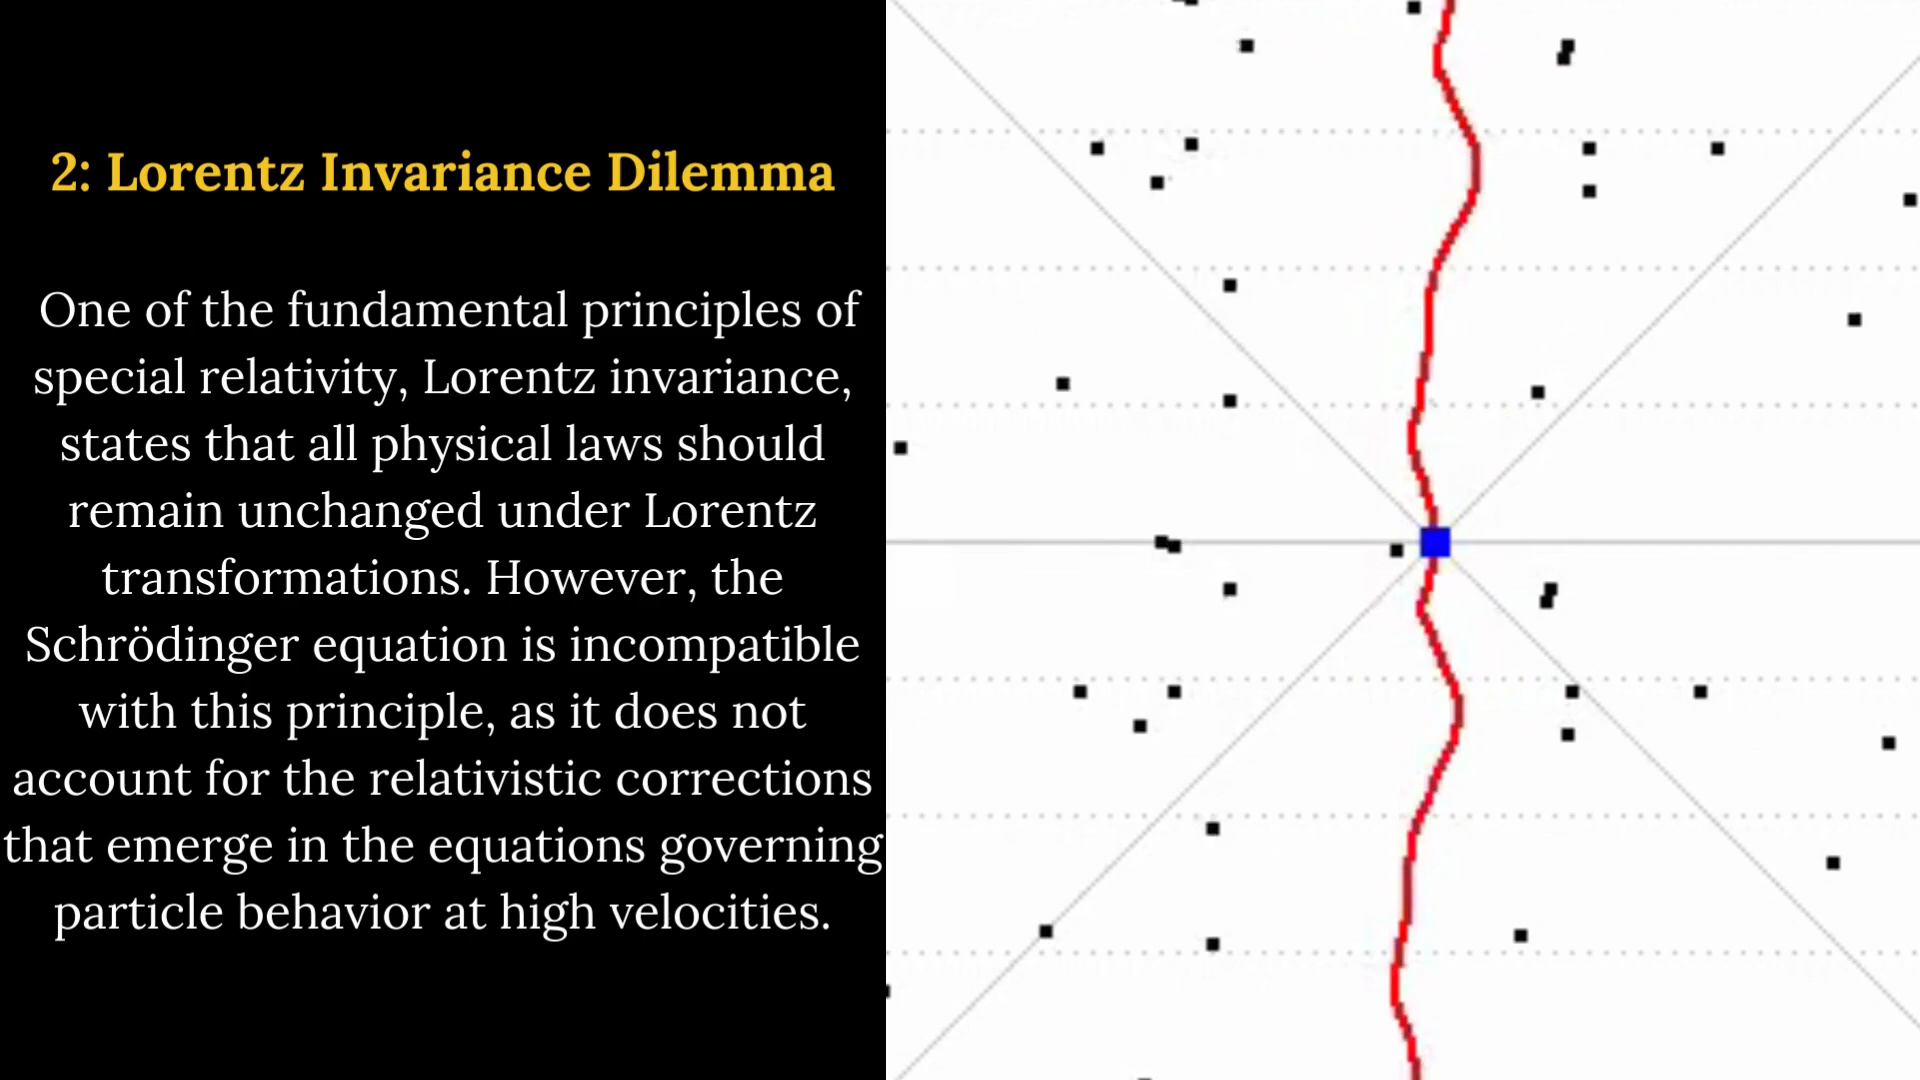 2: Lorentz Invariance Dilemma
One of the fundamental principles of
special relativity, Lorentz invariance,
states that all physical laws should
remain unchanged under Lorentz
transformations. However, the
Schrödinger equation is incompatible
with this principle, as it does not
account for the relativistic corrections
that emerge in the equations governing
particle behavior at high velocities.